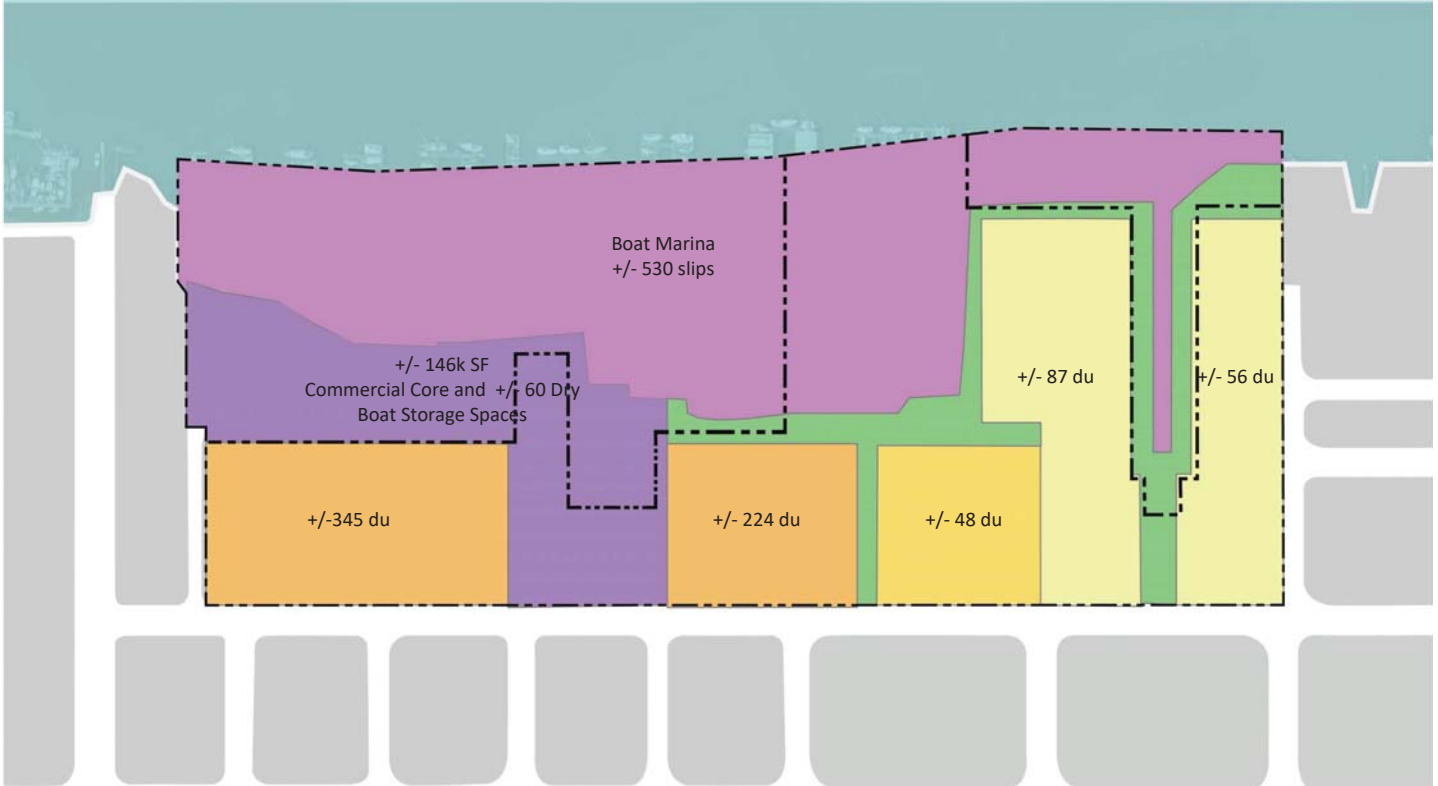 Boat Marina
+/- 530 slips
+/- 146k SF
Commercial Core and +/- 60 Dry
Boat Storage Spaces
+/- 87 du
+/- 56 du
+/-345 du
+/- 224 du
+/- 48 du